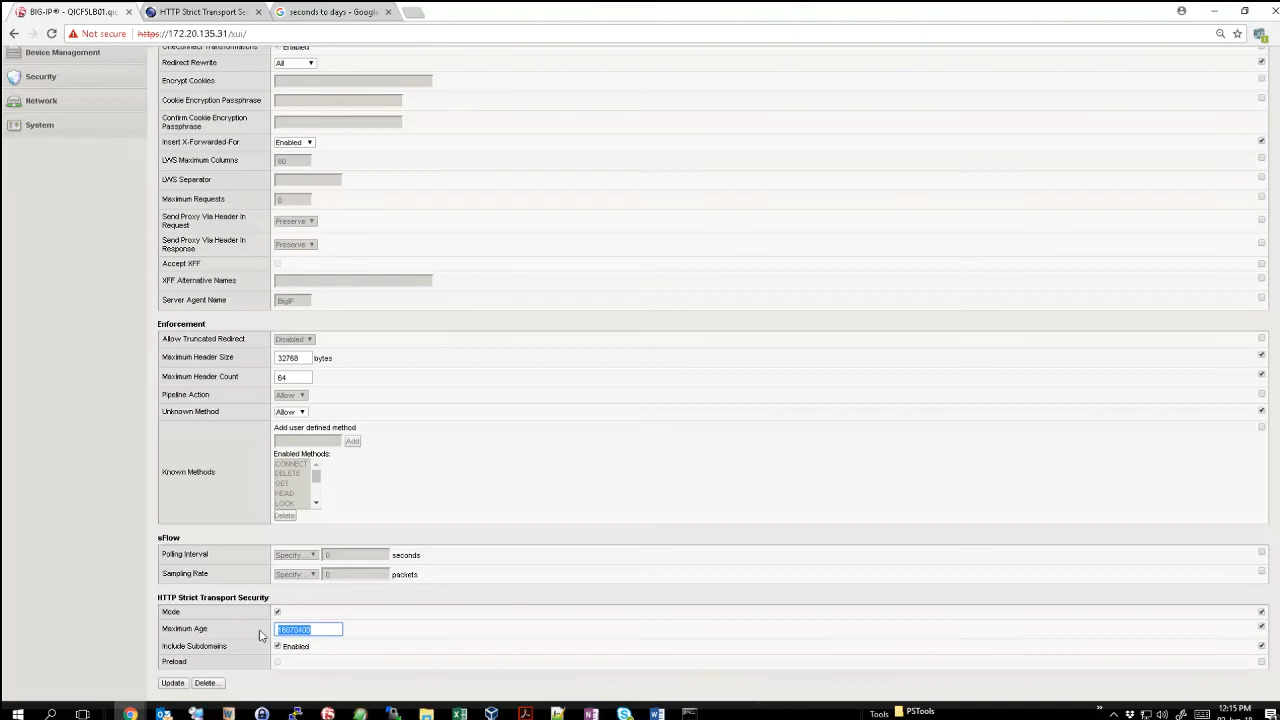 BIG-IP® - QICF5LB01.qic
HTTP Strict Transport Sec
seconds to days - Google
Not secure https://172.20.135.31/xui/
Device Management
Security
Network
System
OneConnect Transformations Enabled
Redirect Rewrite All
Encrypt Cookies
Cookie Encryption Passphrase
Confirm Cookie Encryption
Passphrase
Insert X-Forwarded-For Enabled
LWS Maximum Columns 80
LWS Separator
Maximum Requests 0
Send Proxy Via Header In
Request Preserve
Send Proxy Via Header In
Response Preserve
Accept XFF
XFF Alternative Names
Server Agent Name BigIP
Enforcement
Allow Truncated Redirect Disabled
Maximum Header Size 32768 bytes
Maximum Header Count 64
Pipeline Action Allow
Unknown Method Allow
Add user defined method
Add
Enabled Methods:
CONNECT
DELETE
Known Methods
GET
HEAD
LOCK
Delete
sFlow
Polling Interval Specify... 0 seconds
Sampling Rate Specify... 0 packets
HTTP Strict Transport Security
Mode
Maximum Age 16070400
Include Subdomains Enabled
Preload
Update Delete...
Tools PSTools 12:15 PM